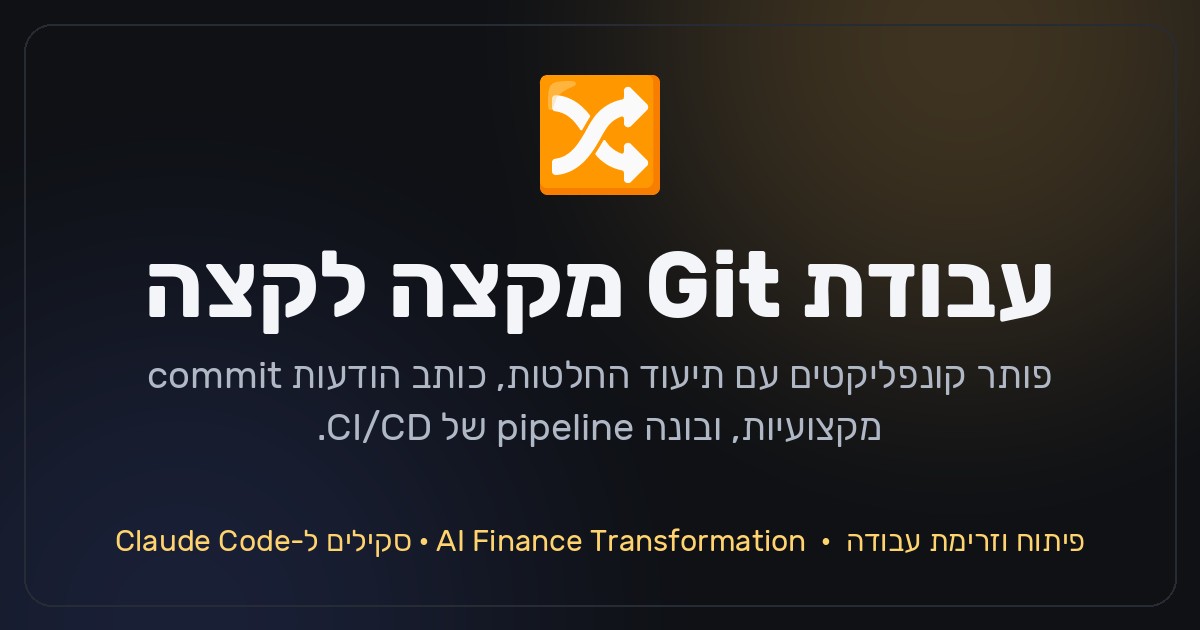 עבודת Git מקצה לקצה
פותר קונפליקטים עם תיעוד החלטות, כותב הודעות commit
מקצועיות, ובונה pipeline של CI/CD.
פיתוח וזרימת עבודה • AI Finance Transformation • סקילים ל-Claude Code